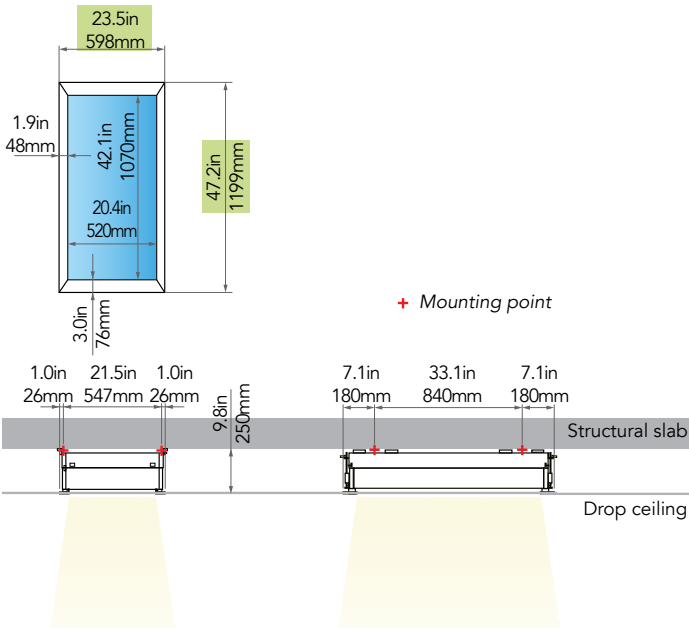 23.5in
598mm
1.9in
48mm
42.1in
1070mm
47.2in
1199mm
20.4in
520mm
3.0in
76mm
+ Mounting point
1.0in 21.5in 1.0in
26mm 547mm 26mm
9.8in
250mm
7.1in 33.1in 7.1in
180mm 840mm 180mm
Structural slab
Drop ceiling